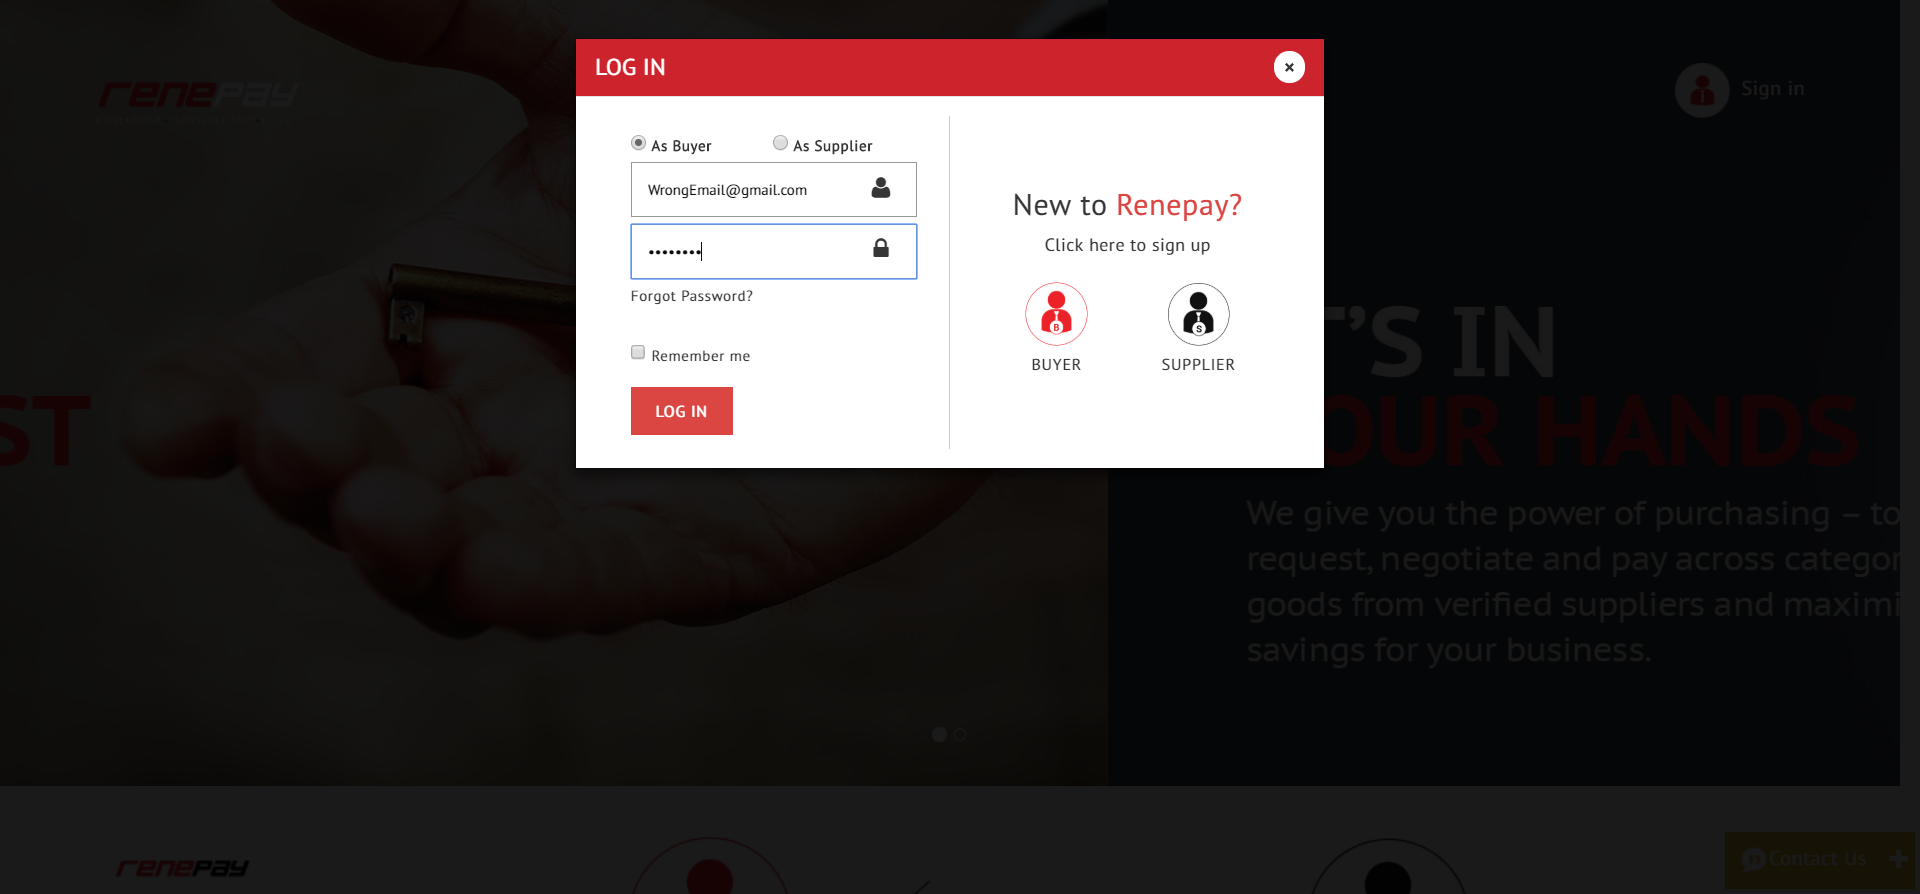 LOG IN
renepay
Sign in
As Buyer
As Supplier
WrongEmail@gmail.com
••••••••
Forgot Password?
Remember me
LOG IN
New to Renepay?
Click here to sign up
B
S
BUYER
SUPPLIER
T'S IN
ST
OUR HANDS
We give you the power of purchasing – to
request, negotiate and pay across categor
goods from verified suppliers and maximi
savings for your business.
renepay
Contact Us